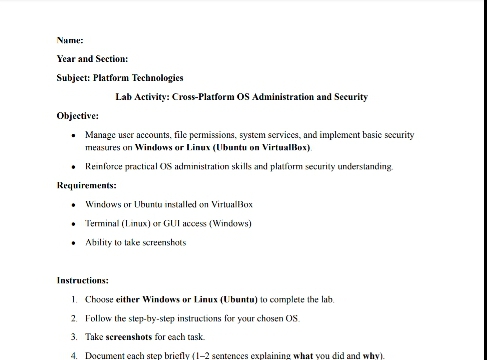 Name:
Year and Section:
Subject: Platform Technologies
Lab Activity: Cross-Platform OS Administration and Security
Objective:
• Manage user accounts, file permissions, system services, and implement basic security
measures on Windows or Linux (Ubuntu on VirtualBox)
• Reinforce practical OS administration skills and platform security understanding.
Requirements:
• Windows or Ubuntu installed on VirtualBox
• Terminal (Linux) or GUI access (Windows)
• Ability to take screenshots
Instructions:
1. Choose either Windows or Linux (Ubuntu) to complete the lab.
2. Follow the step-by-step instructions for your chosen OS.
3. Take screenshots for each task.
4. Document each step briefly (1–2 sentences explaining what you did and why).